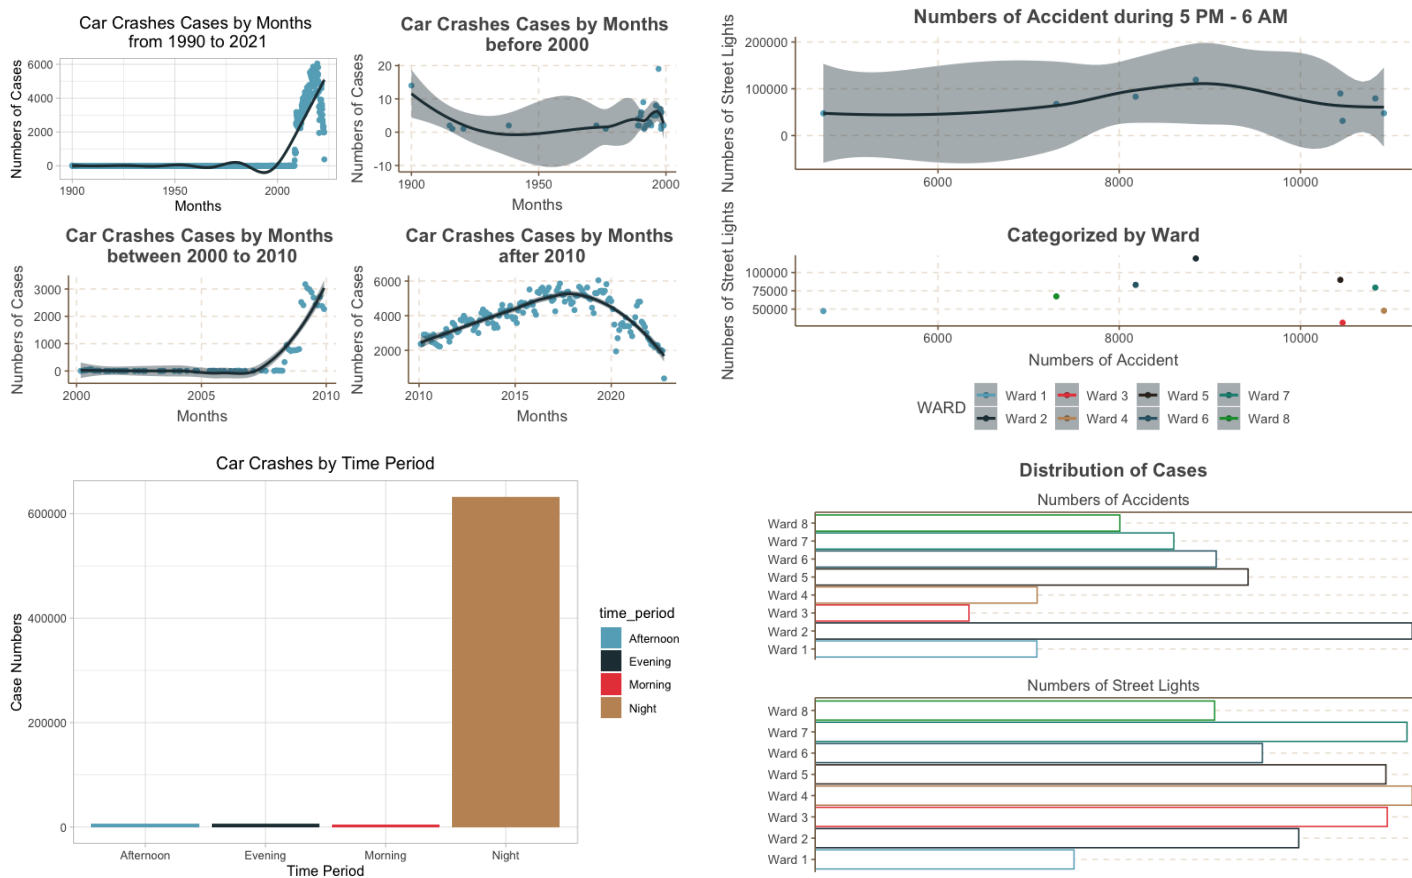 Car Crashes Cases by Months
from 1990 to 2021
Numbers of Cases
6000
4000
2000
0
1900
1950
2000
Months
Car Crashes Cases by Months
before 2000
Numbers of Cases
20
10
0
-10
1900
1950
2000
Months
Numbers of Accident during 5 PM - 6 AM
Numbers of Street Lights
200000
100000
0
6000
8000
10000
Car Crashes Cases by Months
between 2000 to 2010
Numbers of Cases
3000
2000
1000
0
2000
2005
2010
Months
Car Crashes Cases by Months
after 2010
Numbers of Cases
6000
4000
2000
2010
2015
2020
Months
Categorized by Ward
Numbers of Street Lights
100000
75000
50000
6000
8000
10000
Numbers of Accident
WARD
Ward 1
Ward 3
Ward 5
Ward 7
Ward 2
Ward 4
Ward 6
Ward 8
Car Crashes by Time Period
Case Numbers
600000
400000
200000
0
Afternoon
Evening
Morning
Night
Time Period
time_period
Afternoon
Evening
Morning
Night
Distribution of Cases
Numbers of Accidents
Ward 8
Ward 7
Ward 6
Ward 5
Ward 4
Ward 3
Ward 2
Ward 1
Numbers of Street Lights
Ward 8
Ward 7
Ward 6
Ward 5
Ward 4
Ward 3
Ward 2
Ward 1